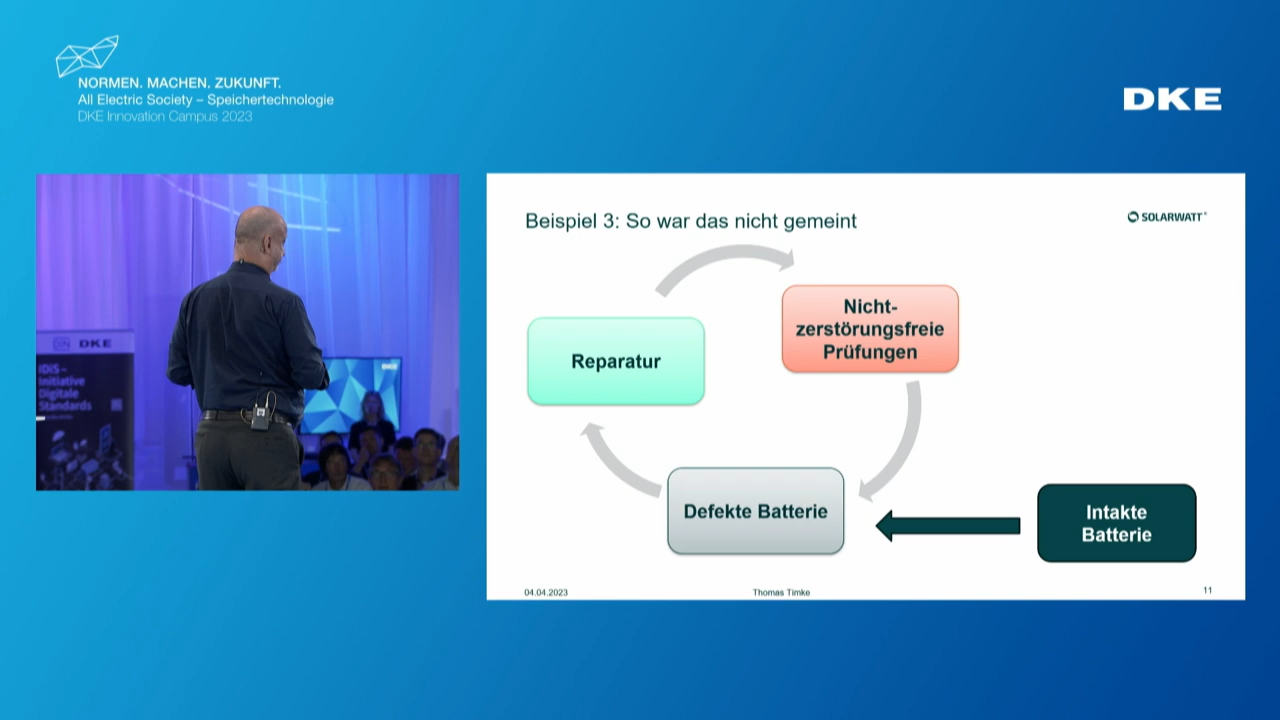 NORMEN. MACHEN. ZUKUNFT.
All Electric Society – Speichertechnologie
DKE Innovation Campus 2023
DKE
DIN DKE
IDiS –
Initiative
Digitale
Standards
DKE
Beispiel 3: So war das nicht gemeint
SOLARWATT®
Nicht-
zerstörungsfreie
Prüfungen
Reparatur
Defekte Batterie
Intakte
Batterie
04.04.2023
Thomas Timke
11